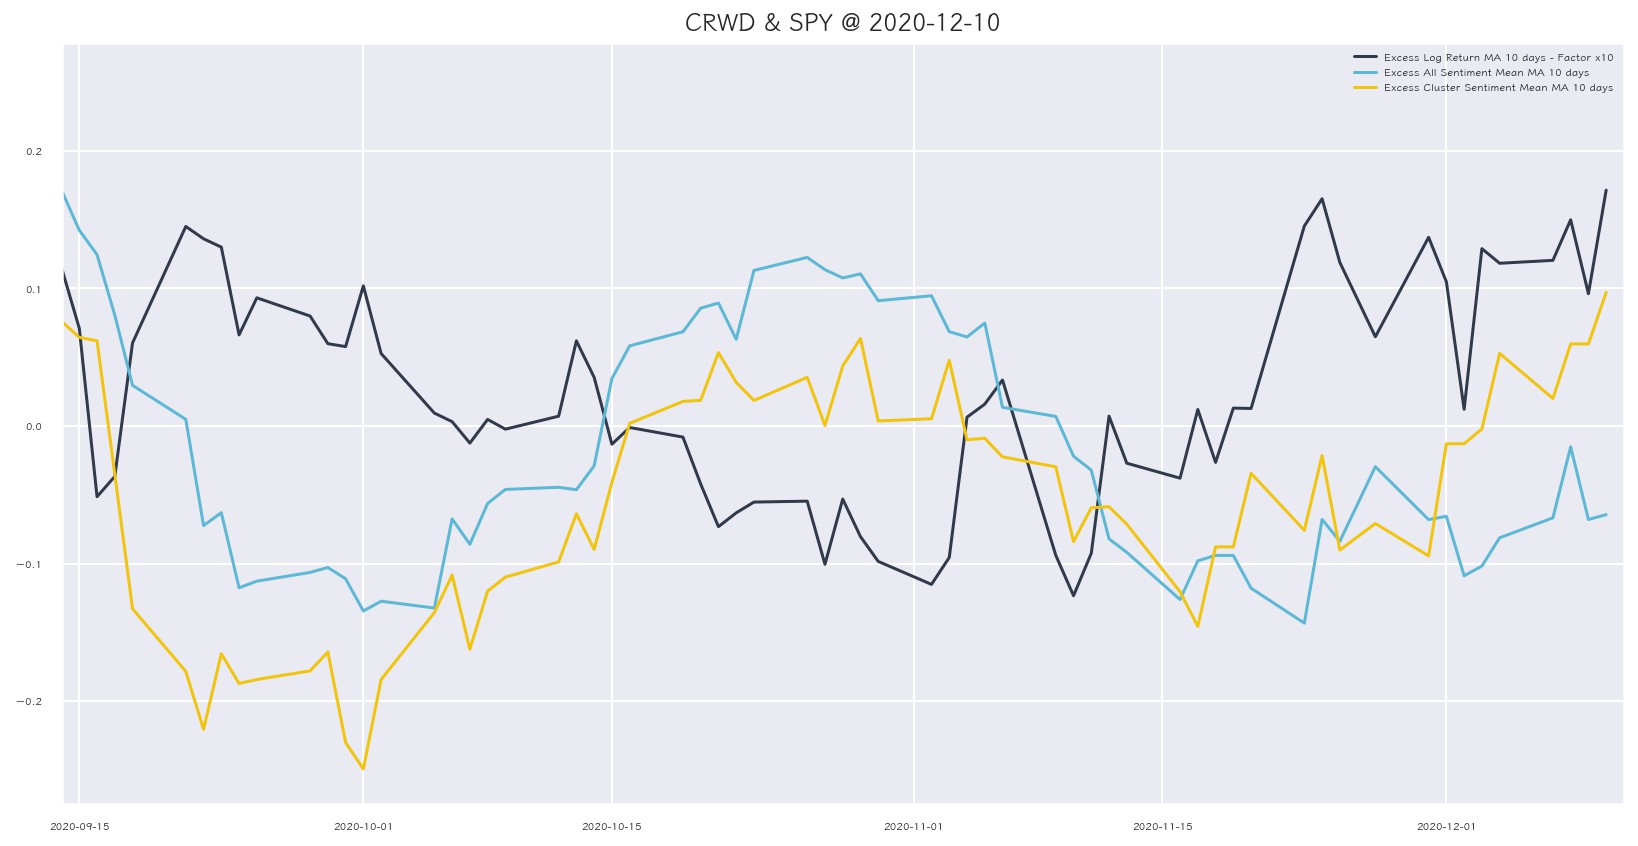 CRWD & SPY @ 2020-12-10
Excess Log Return MA 10 days - Factor x10
Excess All Sentiment Mean MA 10 days
Excess Cluster Sentiment Mean MA 10 days
0.2
0.1
0.0
−0.1
−0.2
2020-09-15
2020-10-01
2020-10-15
2020-11-01
2020-11-15
2020-12-01